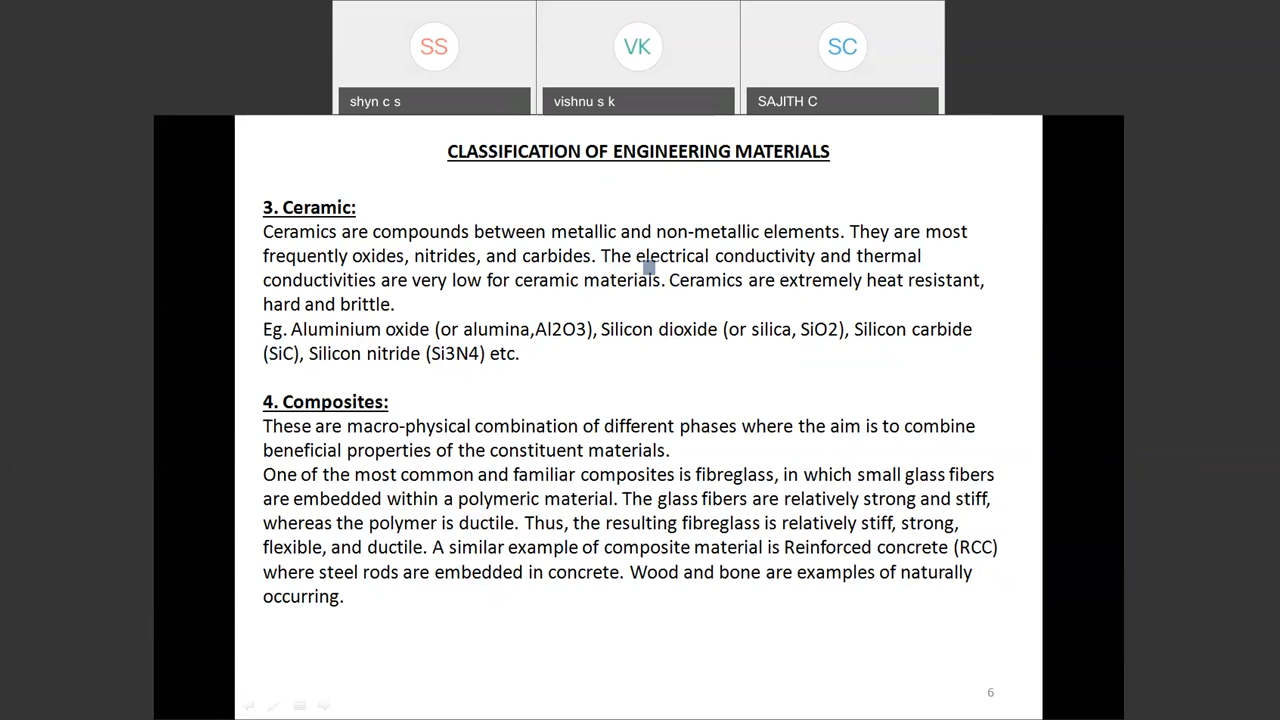 SS VK SC
shyn c s vishnu s k SAJITH C
CLASSIFICATION OF ENGINEERING MATERIALS
3. Ceramic:
Ceramics are compounds between metallic and non-metallic elements. They are most
frequently oxides, nitrides, and carbides. The electrical conductivity and thermal
conductivities are very low for ceramic materials. Ceramics are extremely heat resistant,
hard and brittle.
Eg. Aluminium oxide (or alumina,Al2O3), Silicon dioxide (or silica, SiO2), Silicon carbide
(SiC), Silicon nitride (Si3N4) etc.
4. Composites:
These are macro-physical combination of different phases where the aim is to combine
beneficial properties of the constituent materials.
One of the most common and familiar composites is fibreglass, in which small glass fibers
are embedded within a polymeric material. The glass fibers are relatively strong and stiff,
whereas the polymer is ductile. Thus, the resulting fibreglass is relatively stiff, strong,
flexible, and ductile. A similar example of composite material is Reinforced concrete (RCC)
where steel rods are embedded in concrete. Wood and bone are examples of naturally
occurring.
6